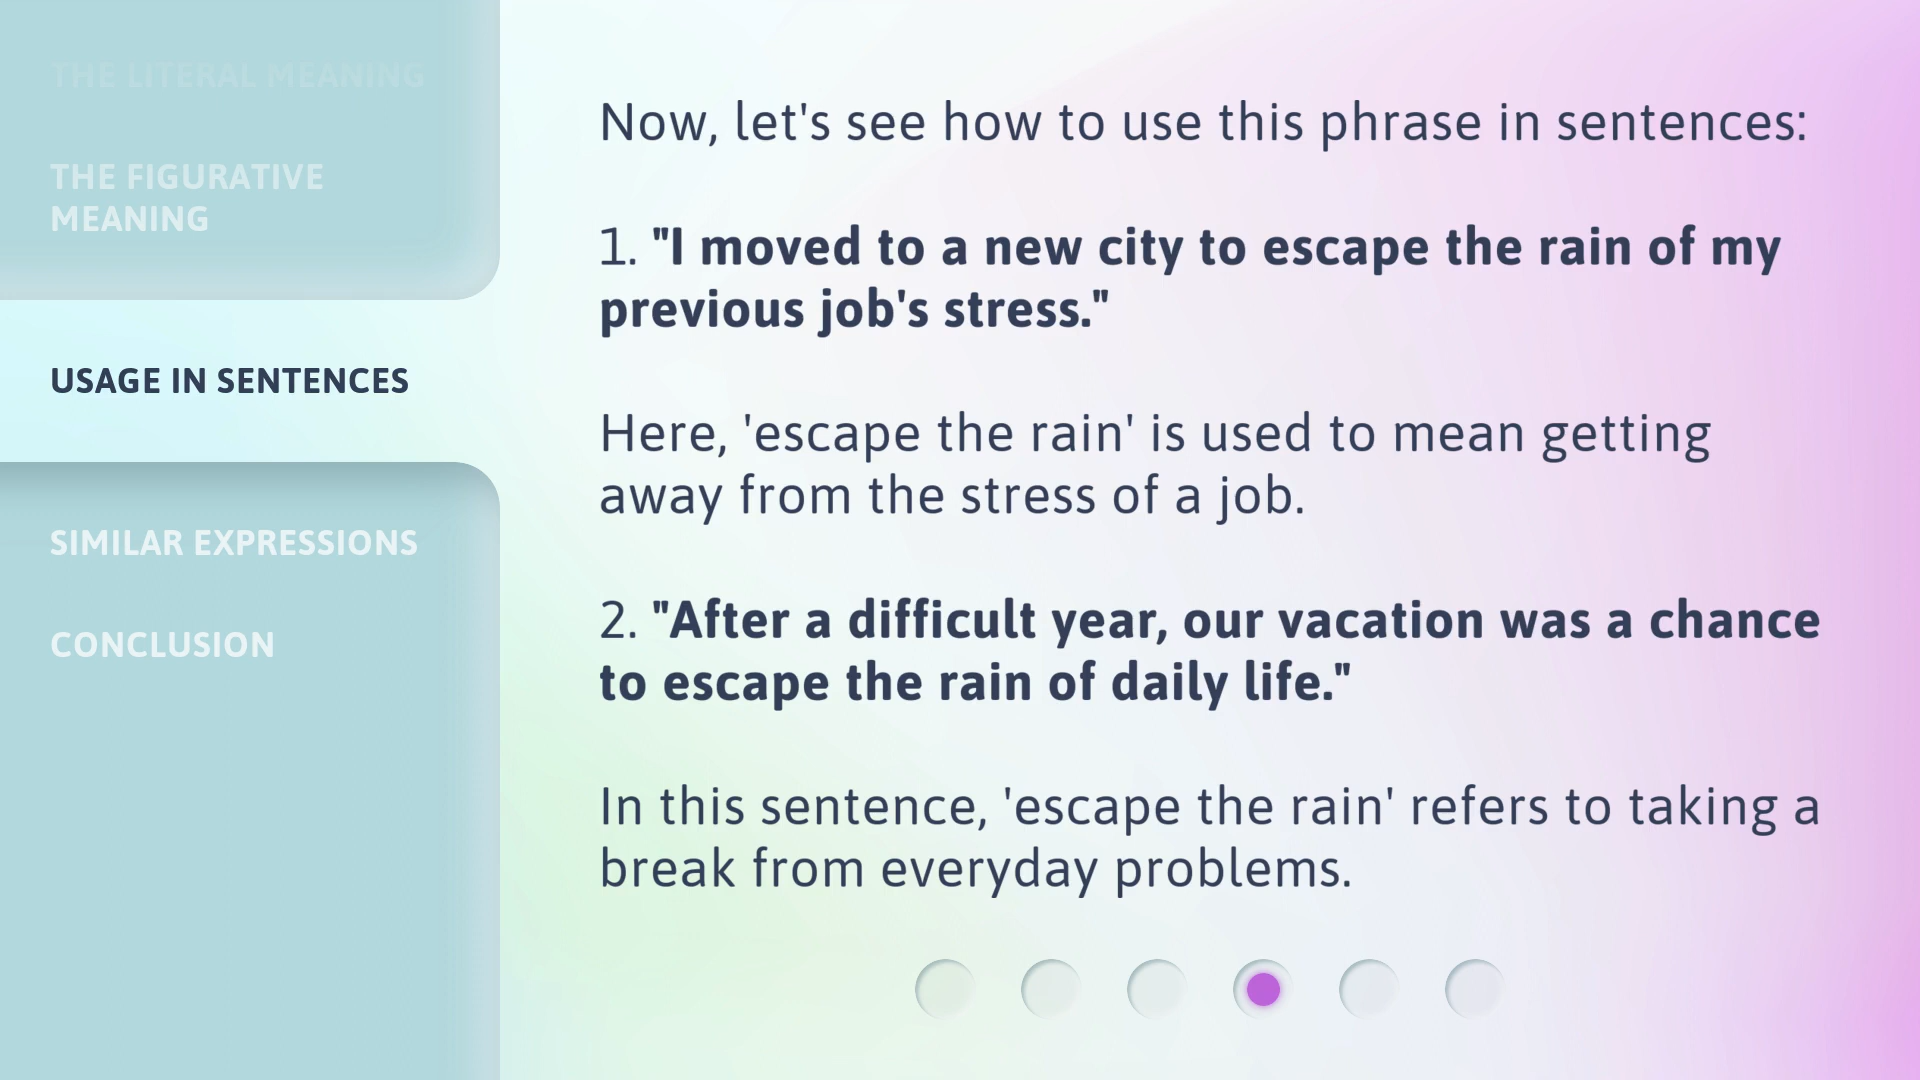 THE LITERAL MEANING
THE FIGURATIVE
MEANING
USAGE IN SENTENCES
SIMILAR EXPRESSIONS
CONCLUSION
Now, let's see how to use this phrase in sentences:
1. "I moved to a new city to escape the rain of my
previous job's stress."
Here, 'escape the rain' is used to mean getting
away from the stress of a job.
2. "After a difficult year, our vacation was a chance
to escape the rain of daily life."
In this sentence, 'escape the rain' refers to taking a
break from everyday problems.